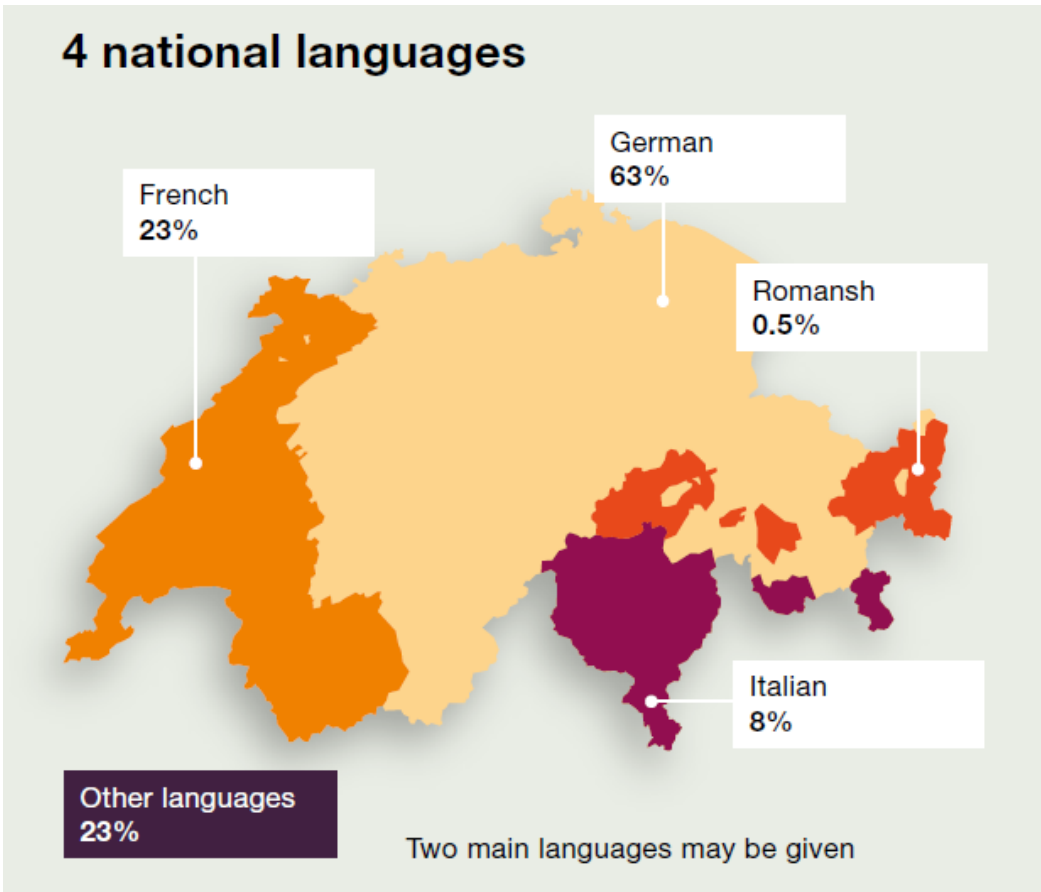 4 national languages
German
63%
French
23%
Romansh
0.5%
Italian
8%
Other languages
23%
Two main languages may be given